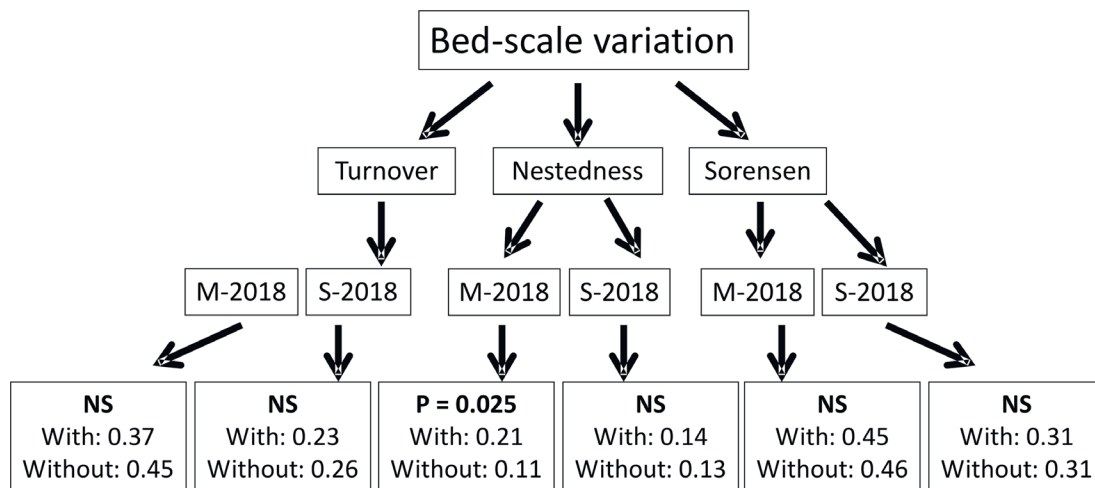 Bed-scale variation
Turnover
Nestedness
Sorensen
M-2018
S-2018
M-2018
S-2018
M-2018
S-2018
NS
With: 0.37
Without: 0.45
NS
With: 0.23
Without: 0.26
P = 0.025
With: 0.21
Without: 0.11
NS
With: 0.14
Without: 0.13
NS
With: 0.45
Without: 0.46
NS
With: 0.31
Without: 0.31